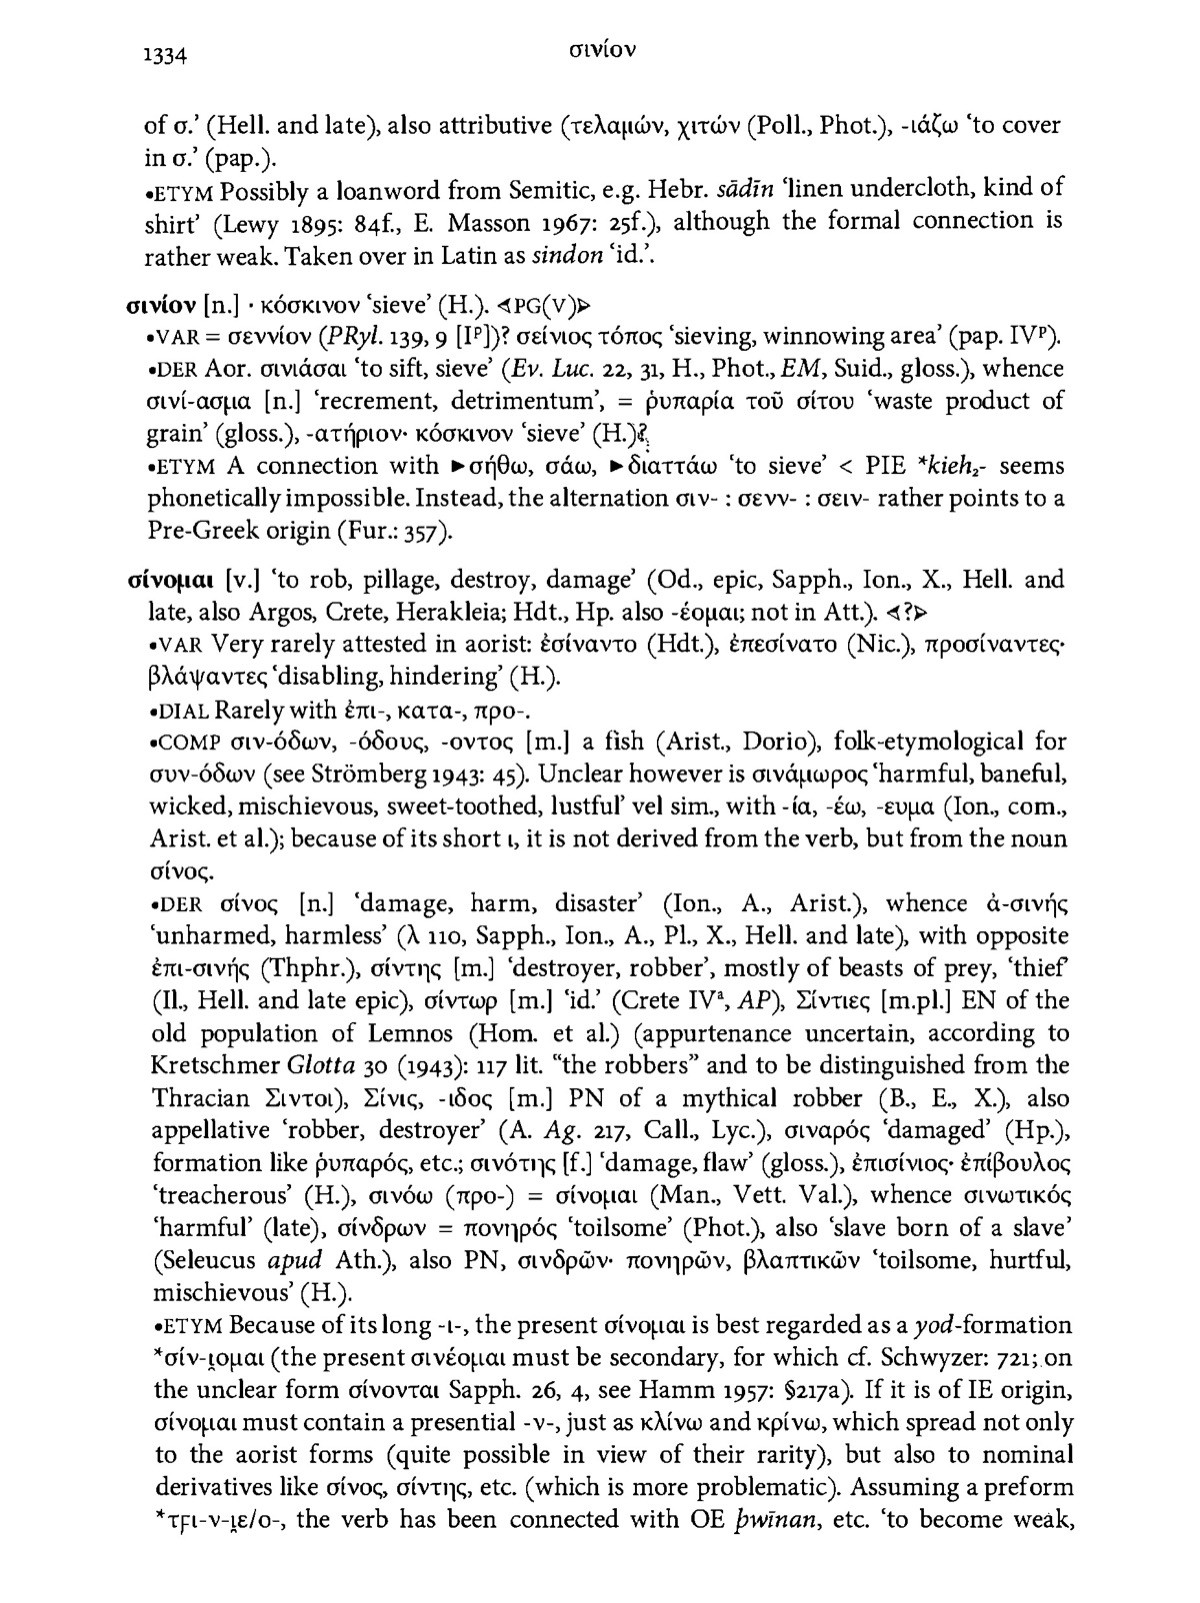 1334
σινίον
of σ.’ (Hell. and late), also attributive (τελαμών, χιτών (Poll., Phot.), -ιάζω ‘to cover
in σ.’ (pap.).
•ETYM Possibly a loanword from Semitic, e.g. Hebr. sādīn ‘linen undercloth, kind of
shirt’ (Lewy 1895: 84f., E. Masson 1967: 25f.), although the formal connection is
rather weak. Taken over in Latin as sindon ‘id.’.
σινίον [n.] · κόσκινον ‘sieve’ (H.). ⊲PG(V)⊳
•VAR = σεννίον (PRyl. 139, 9 [Iᵖ])? σείνιος τόπος ‘sieving, winnowing area’ (pap. IVᵖ).
•DER Aor. σινιάσαι ‘to sift, sieve’ (Ev. Luc. 22, 31, H., Phot., EM, Suid., gloss.), whence
σινί-ασμα [n.] ‘recrement, detrimentum’, = ῥυπαρία τοῦ σίτου ‘waste product of
grain’ (gloss.), -ατήριον· κόσκινον ‘sieve’ (H.)?
•ETYM A connection with ►σήθω, σάω, ►διαττάω ‘to sieve’ < PIE *kieh₂- seems
phonetically impossible. Instead, the alternation σιν- : σενν- : σειν- rather points to a
Pre-Greek origin (Fur.: 357).
σίνομαι [v.] ‘to rob, pillage, destroy, damage’ (Od., epic, Sapph., Ion., X., Hell. and
late, also Argos, Crete, Herakleia; Hdt., Hp. also -έομαι; not in Att.). ⊲?⊳
•VAR Very rarely attested in aorist: ἐσίναντο (Hdt.), ἐπεσίνατο (Nic.), προσίναντες·
βλάψαντες ‘disabling, hindering’ (H.).
•DIAL Rarely with ἐπι-, κατα-, προ-.
•COMP σιν-όδων, -όδους, -οντος [m.] a fish (Arist., Dorio), folk-etymological for
συν-όδων (see Strömberg 1943: 45). Unclear however is σινάμωρος ‘harmful, baneful,
wicked, mischievous, sweet-toothed, lustful’ vel sim., with -ία, -έω, -ευμα (Ion., com.,
Arist. et al.); because of its short ι, it is not derived from the verb, but from the noun
σίνος.
•DER σίνος [n.] ‘damage, harm, disaster’ (Ion., A., Arist.), whence ἀ-σινής
‘unharmed, harmless’ (λ 110, Sapph., Ion., A., Pl., X., Hell. and late), with opposite
ἐπι-σινής (Thphr.), σίντης [m.] ‘destroyer, robber’, mostly of beasts of prey, ‘thief’
(Il., Hell. and late epic), σίντωρ [m.] ‘id.’ (Crete IVᵃ, AP), Σίντιες [m.pl.] EN of the
old population of Lemnos (Hom. et al.) (appurtenance uncertain, according to
Kretschmer Glotta 30 (1943): 117 lit. “the robbers” and to be distinguished from the
Thracian Σιντοι), Σίνις, -ιδος [m.] PN of a mythical robber (B., E., X.), also
appellative ‘robber, destroyer’ (A. Ag. 217, Call., Lyc.), σιναρός ‘damaged’ (Hp.),
formation like ῥυπαρός, etc.; σινότης [f.] ‘damage, flaw’ (gloss.), ἐπισίνιος· ἐπίβουλος
‘treacherous’ (H.), σινόω (προ-) = σίνομαι (Man., Vett. Val.), whence σινωτικός
‘harmful’ (late), σίνδρων = πονηρός ‘toilsome’ (Phot.), also ‘slave born of a slave’
(Seleucus apud Ath.), also PN, σινδρῶν· πονηρῶν, βλαπτικῶν ‘toilsome, hurtful,
mischievous’ (H.).
•ETYM Because of its long -ι-, the present σίνομαι is best regarded as a yod-formation
*σίν-ι̯ομαι (the present σινέομαι must be secondary, for which cf. Schwyzer: 721; on
the unclear form σίνονται Sapph. 26, 4, see Hamm 1957: §217a). If it is of IE origin,
σίνομαι must contain a presential -ν-, just as κλίνω and κρίνω, which spread not only
to the aorist forms (quite possible in view of their rarity), but also to nominal
derivatives like σίνος, σίντης, etc. (which is more problematic). Assuming a preform
*τϝι-ν-ι̯ε/ο-, the verb has been connected with OE þwīnan, etc. ‘to become weak,